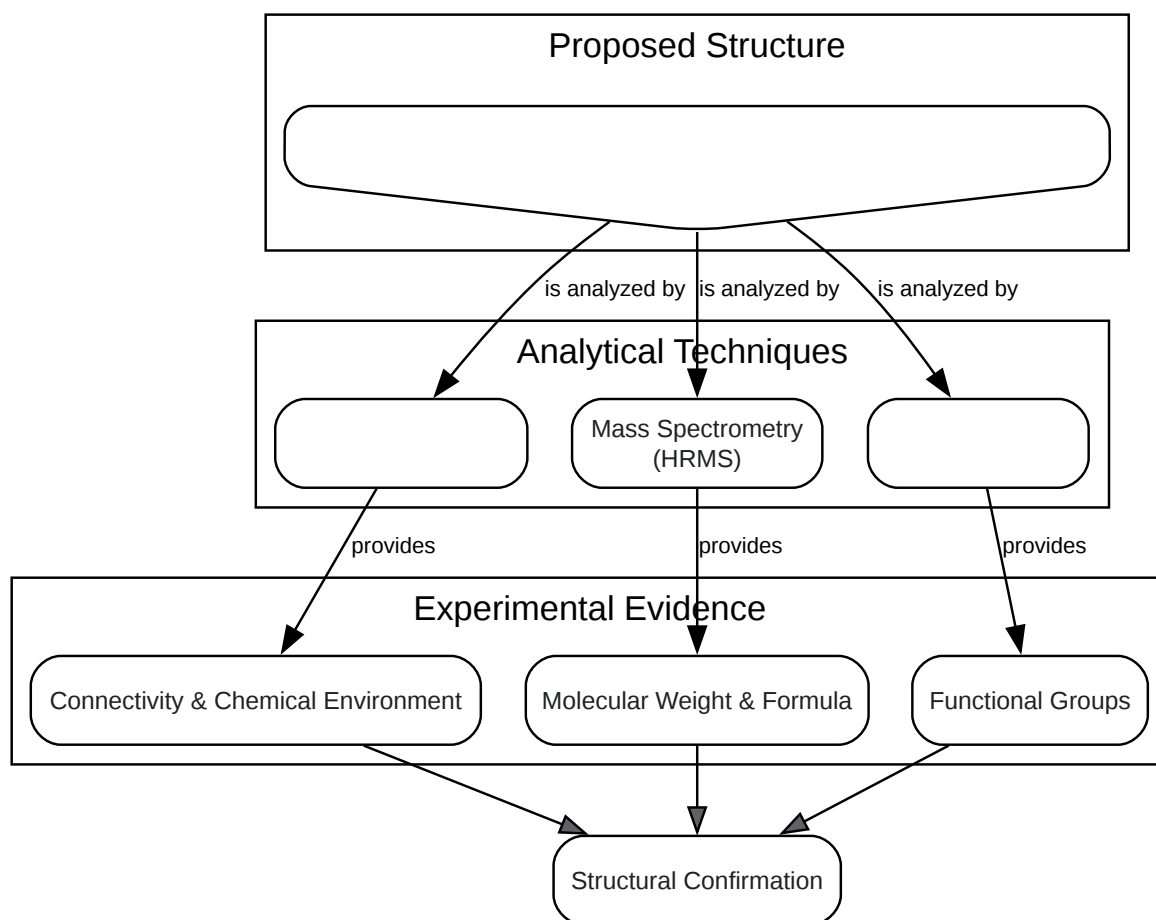 Proposed Structure
is analyzed by
is analyzed by
is analyzed by
Analytical Techniques
Mass Spectrometry
(HRMS)
provides
provides
provides
Experimental Evidence
Connectivity & Chemical Environment
Molecular Weight & Formula
Functional Groups
Structural Confirmation